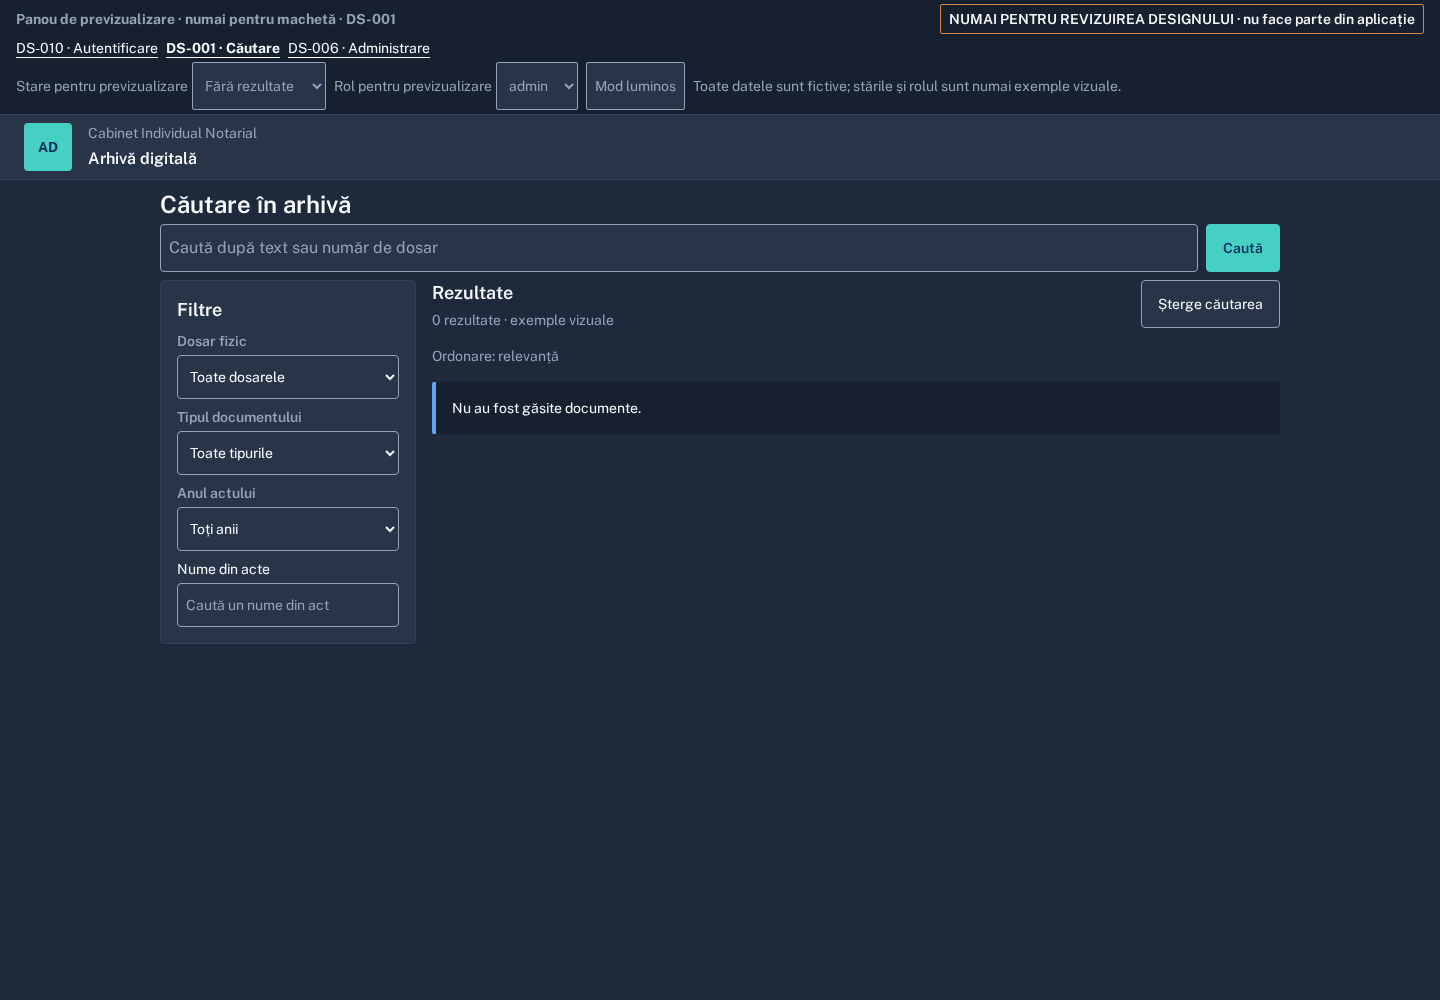 Panou de previzualizare · numai pentru machetă · DS-001
NUMAI PENTRU REVIZUIREA DESIGNULUI · nu face parte din aplicație
DS-010 · Autentificare DS-001 · Căutare DS-006 · Administrare
Stare pentru previzualizare Fără rezultate Rol pentru previzualizare admin Mod luminos Toate datele sunt fictive; stările și rolul sunt numai exemple vizuale.
AD
Cabinet Individual Notarial
Arhivă digitală
Căutare în arhivă
Caută după text sau număr de dosar
Caută
Filtre
Dosar fizic
Toate dosarele
Tipul documentului
Toate tipurile
Anul actului
Toți anii
Nume din acte
Caută un nume din act
Rezultate
0 rezultate · exemple vizuale
Șterge căutarea
Ordonare: relevanță
Nu au fost găsite documente.